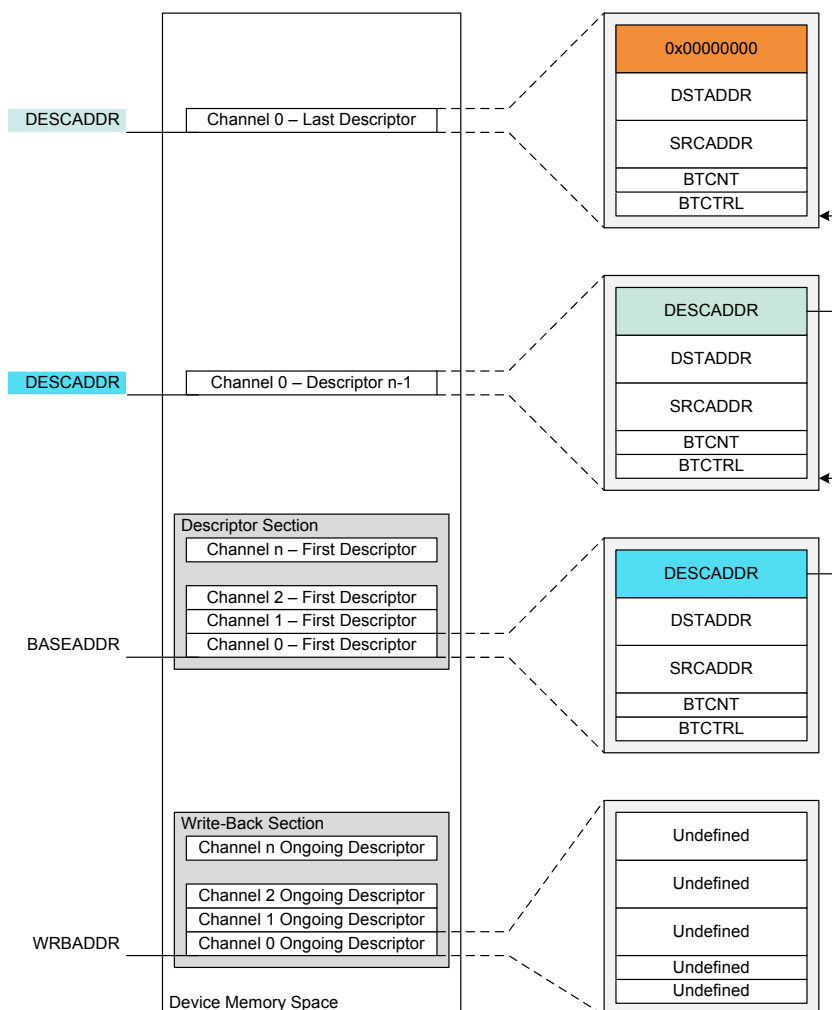 0x00000000
DESCADDR
Channel 0 – Last Descriptor
DSTADDR
SRCADDR
BTCNT
BTCTRL
DESCADDR
DESCADDR
Channel 0 – Descriptor n-1
DSTADDR
SRCADDR
BTCNT
BTCTRL
Descriptor Section
Channel n – First Descriptor
Channel 2 – First Descriptor
Channel 1 – First Descriptor
BASEADDR
Channel 0 – First Descriptor
DESCADDR
DSTADDR
SRCADDR
BTCNT
BTCTRL
Write-Back Section
Channel n Ongoing Descriptor
Channel 2 Ongoing Descriptor
Channel 1 Ongoing Descriptor
WRBADDR
Channel 0 Ongoing Descriptor
Undefined
Undefined
Undefined
Undefined
Undefined
Device Memory Space